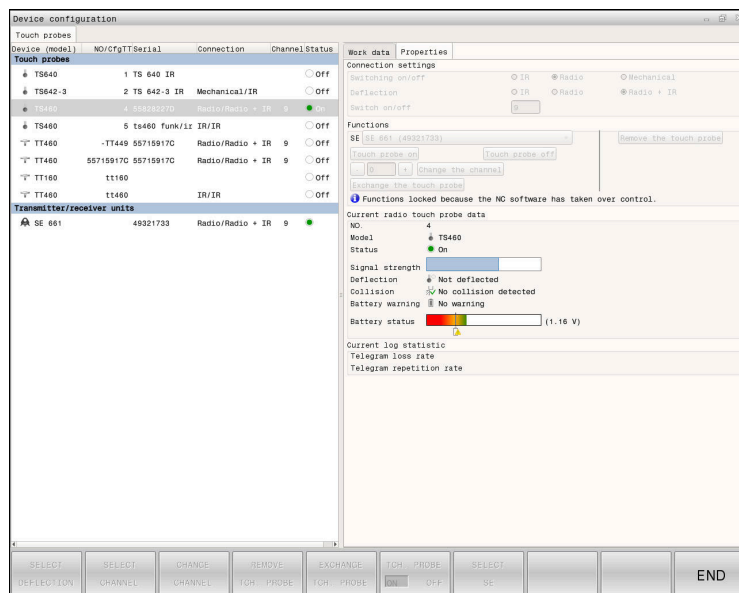 Device configuration
Touch probes
Device (model) NO/CfgTT Serial Connection Channel Status
Touch probes
TS640 1 TS 640 IR Off
TS642-3 2 TS 642-3 IR Mechanical/IR Off
TS460 4 55828227D Radio/Radio + IR 9 On
TS460 5 ts460 funk/ir IR/IR Off
TT460 -TT449 55715917C Radio/Radio + IR 9 Off
TT460 55715917C 55715917C Radio/Radio + IR 9 Off
TT160 tt160 Off
TT460 tt460 IR/IR Off
Transmitter/receiver units
SE 661 49321733 Radio/Radio + IR 9
Work data Properties
Connection settings
Switching on/off IR Radio Mechanical
Deflection IR Radio Radio + IR
Switch on/off
Functions
SE SE 661 (49321733) Remove the touch probe
Touch probe on Touch probe off
- + Change the channel
Exchange the touch probe
Functions locked because the NC software has taken over control.
Current radio touch probe data
NO. 4
Model TS460
Status On
Signal strength
Deflection Not deflected
Collision No collision detected
Battery warning No warning
Battery status (1.16 V)
Current log statistic
Telegram loss rate
Telegram repetition rate
SELECT DEFLECTION
SELECT CHANNEL
CHANGE CHANNEL
REMOVE TCH. PROBE
EXCHANGE TCH. PROBE
TCH. PROBE ON OFF
SELECT SE
END